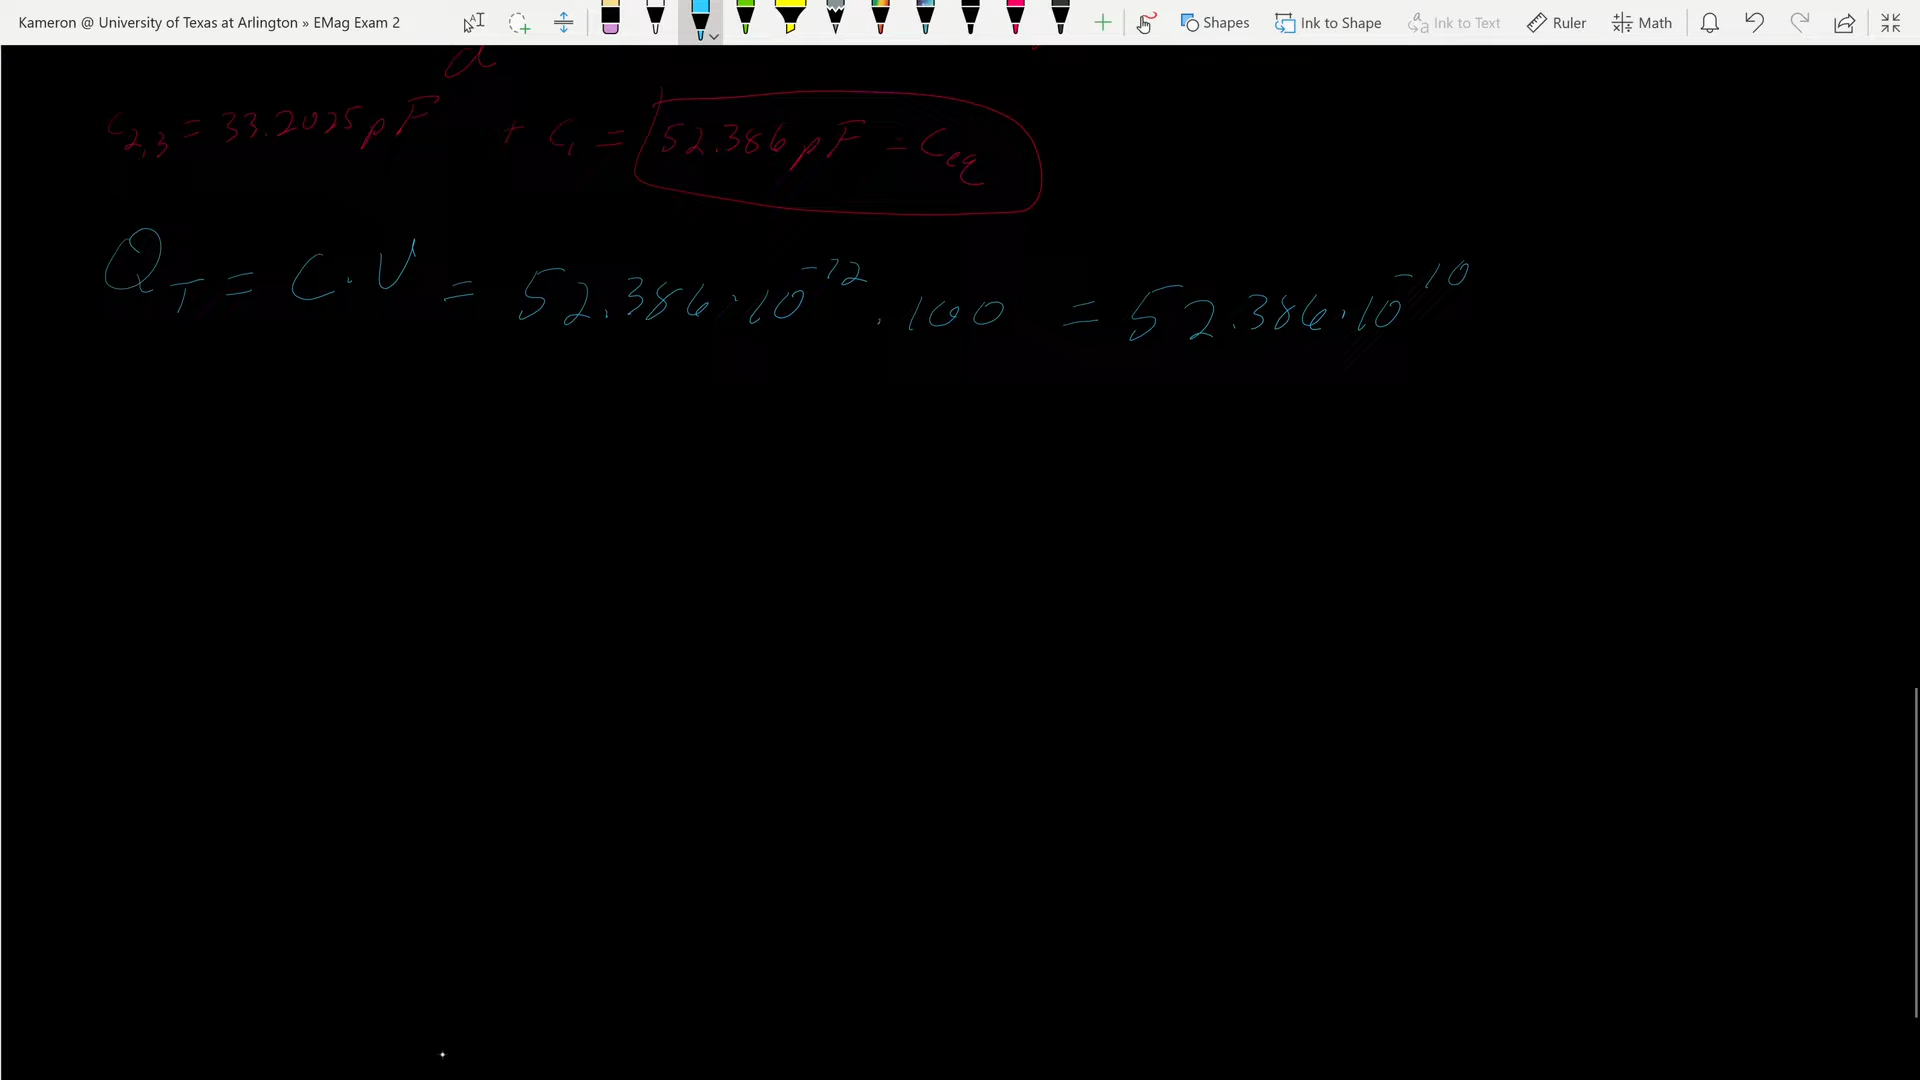 Kameron @ University of Texas at Arlington » EMag Exam 2 Shapes Ink to Shape Ink to Text Ruler Math
d
C₂,₃ = 33.2025 pF + C₁ = 52.386 pF = Ceq
Q_T = C · V = 52.386 · 10⁻¹² · 100 = 52.386 · 10⁻¹⁰